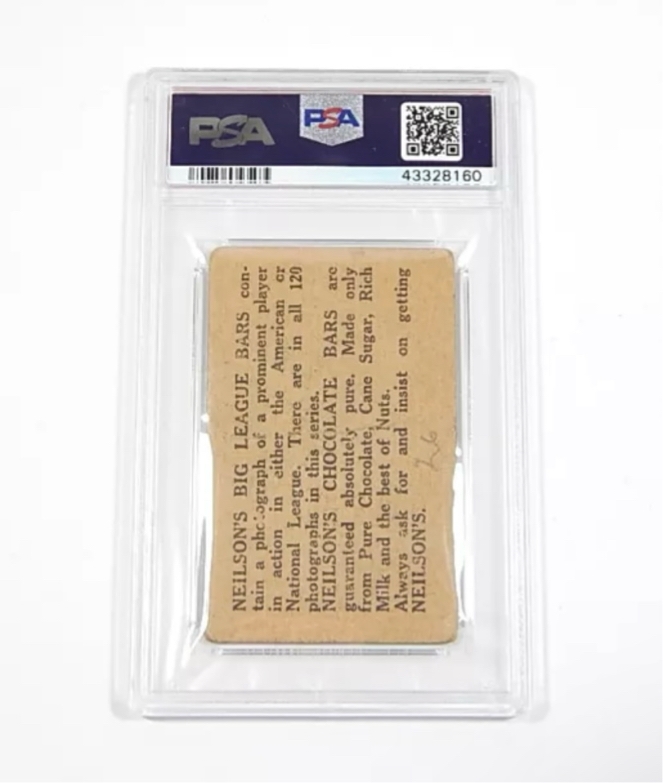 PSA
PSA
43328160
NEILSON'S BIG LEAGUE BARS con-
tain a photograph of a prominent player
in action in either the American or
National League. There are in all 120
photographs in this series.
NEILSON'S CHOCOLATE BARS are
guaranteed absolutely pure. Made only
from Pure Chocolate, Cane Sugar, Rich
Milk and the best of Nuts.
Always ask for and insist on getting
NEILSON'S.
26